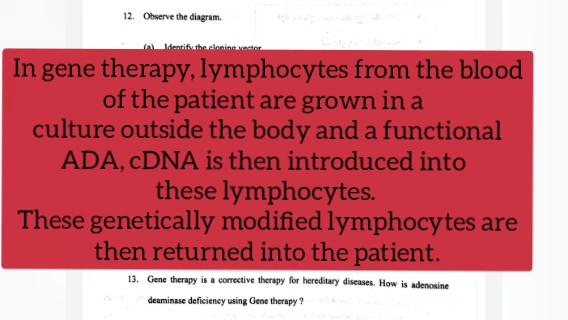 12. Observe the diagram.
(a) Identify the cloning vector
In gene therapy, lymphocytes from the blood
of the patient are grown in a
culture outside the body and a functional
ADA, cDNA is then introduced into
these lymphocytes.
These genetically modified lymphocytes are
then returned into the patient.
13. Gene therapy is a corrective therapy for hereditary diseases. How is adenosine
deaminase deficiency using Gene therapy ?